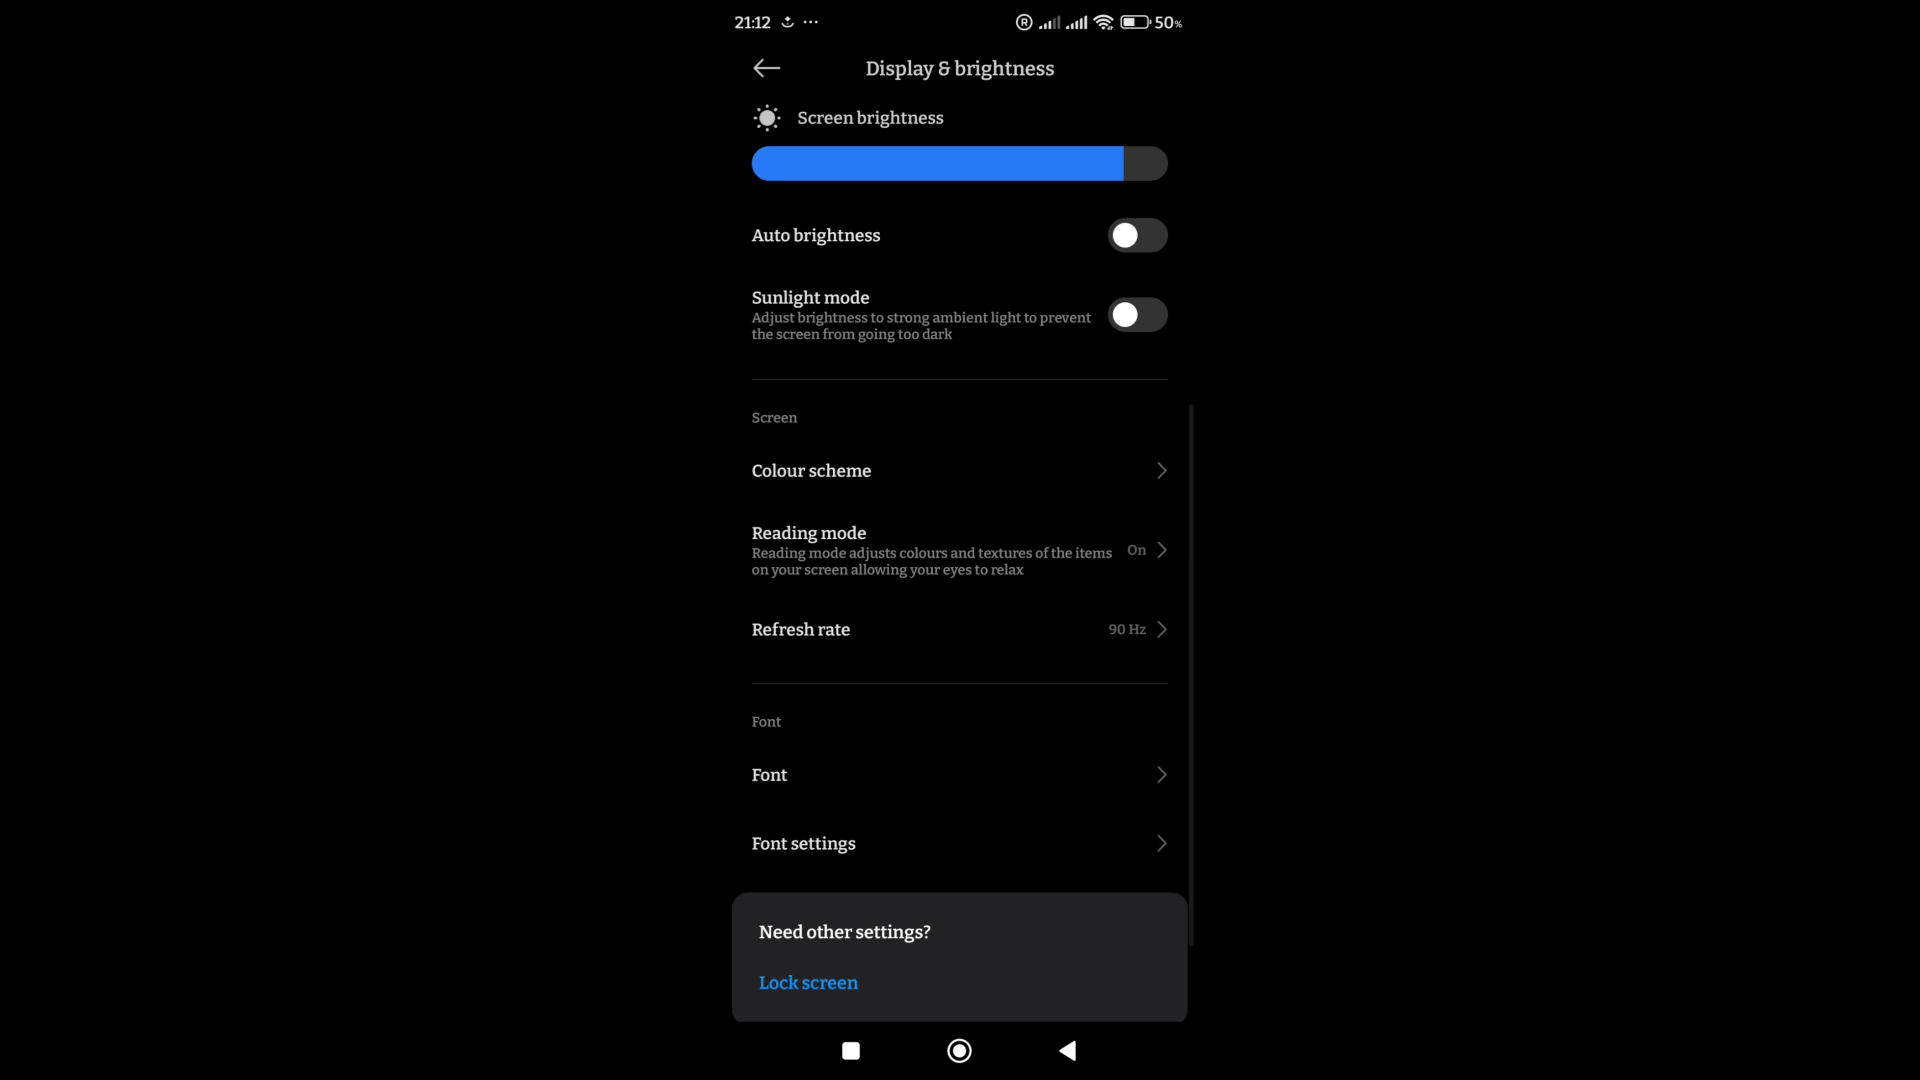 21:12 ... R 50%
Display & brightness
Screen brightness
Auto brightness
Sunlight mode
Adjust brightness to strong ambient light to prevent
the screen from going too dark
Screen
Colour scheme
Reading mode
Reading mode adjusts colours and textures of the items
on your screen allowing your eyes to relax
On
Refresh rate
90 Hz
Font
Font
Font settings
Need other settings?
Lock screen